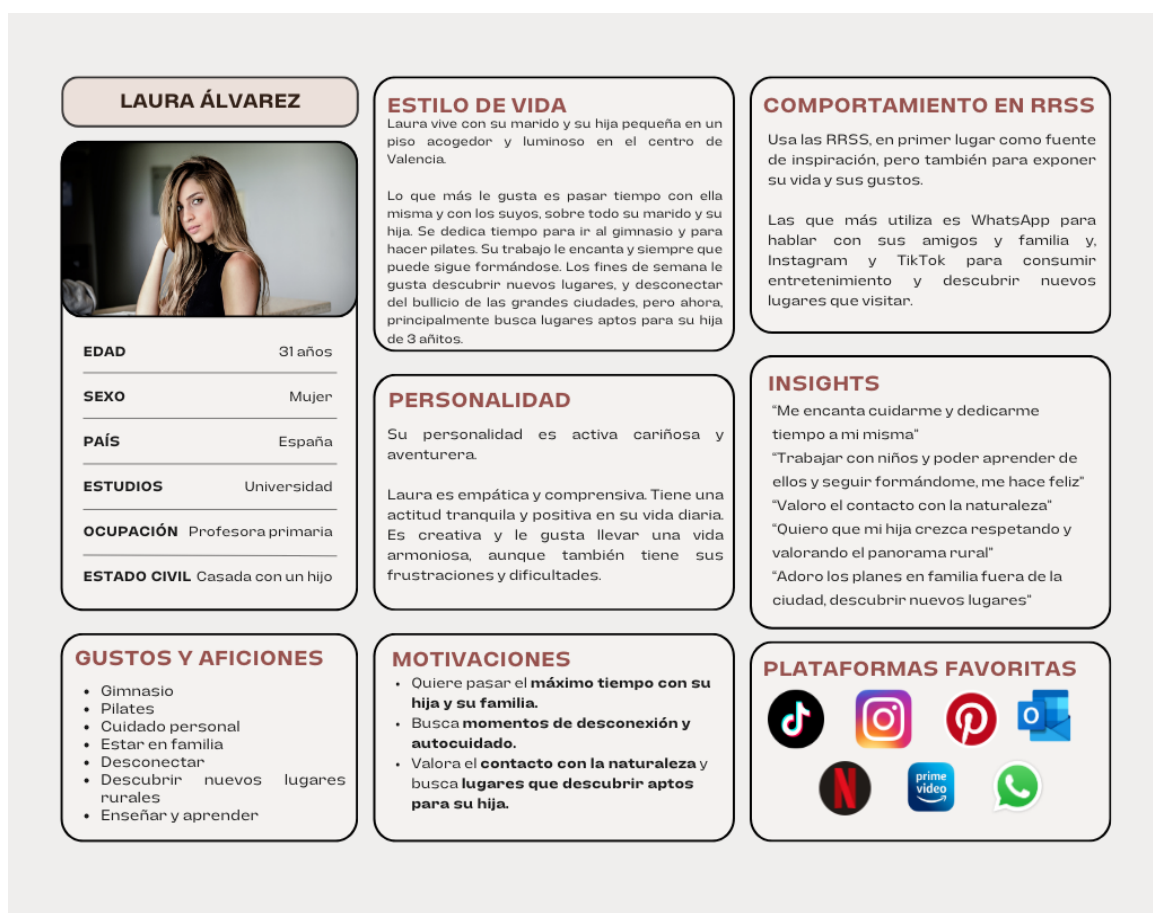 LAURA ÁLVAREZ
EDAD 31 años
SEXO Mujer
PAÍS España
ESTUDIOS Universidad
OCUPACIÓN Profesora primaria
ESTADO CIVIL Casada con un hijo
GUSTOS Y AFICIONES
• Gimnasio
• Pilates
• Cuidado personal
• Estar en familia
• Desconectar
• Descubrir nuevos lugares
rurales
• Enseñar y aprender
ESTILO DE VIDA
Laura vive con su marido y su hija pequeña en un
piso acogedor y luminoso en el centro de
Valencia.
Lo que más le gusta es pasar tiempo con ella
misma y con los suyos, sobre todo su marido y su
hija. Se dedica tiempo para ir al gimnasio y para
hacer pilates. Su trabajo le encanta y siempre que
puede sigue formándose. Los fines de semana le
gusta descubrir nuevos lugares, y desconectar
del bullicio de las grandes ciudades, pero ahora,
principalmente busca lugares aptos para su hija
de 3 añitos.
PERSONALIDAD
Su personalidad es activa cariñosa y
aventurera.
Laura es empática y comprensiva. Tiene una
actitud tranquila y positiva en su vida diaria.
Es creativa y le gusta llevar una vida
armoniosa, aunque también tiene sus
frustraciones y dificultades.
MOTIVACIONES
• Quiere pasar el máximo tiempo con su
hija y su familia.
• Busca momentos de desconexión y
autocuidado.
• Valora el contacto con la naturaleza y
busca lugares que descubrir aptos
para su hija.
COMPORTAMIENTO EN RRSS
Usa las RRSS, en primer lugar como fuente
de inspiración, pero también para exponer
su vida y sus gustos.
Las que más utiliza es WhatsApp para
hablar con sus amigos y familia y,
Instagram y TikTok para consumir
entretenimiento y descubrir nuevos
lugares que visitar.
INSIGHTS
"Me encanta cuidarme y dedicarme
tiempo a mi misma"
"Trabajar con niños y poder aprender de
ellos y seguir formándome, me hace feliz"
"Valoro el contacto con la naturaleza"
"Quiero que mi hija crezca respetando y
valorando el panorama rural"
"Adoro los planes en familia fuera de la
ciudad, descubrir nuevos lugares"
PLATAFORMAS FAVORITAS
O
N
prime
video